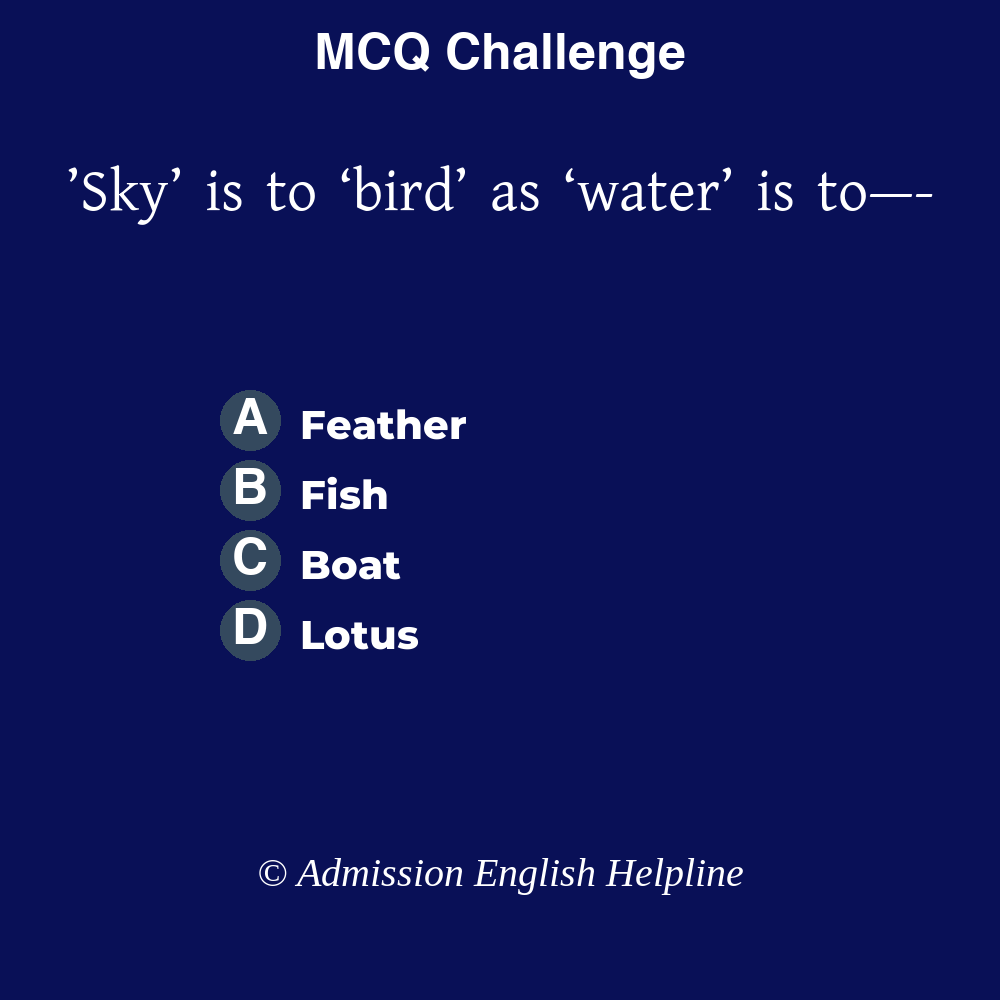 MCQ Challenge
’Sky’ is to ‘bird’ as ‘water’ is to—-
A Feather
B Fish
C Boat
D Lotus
© Admission English Helpline